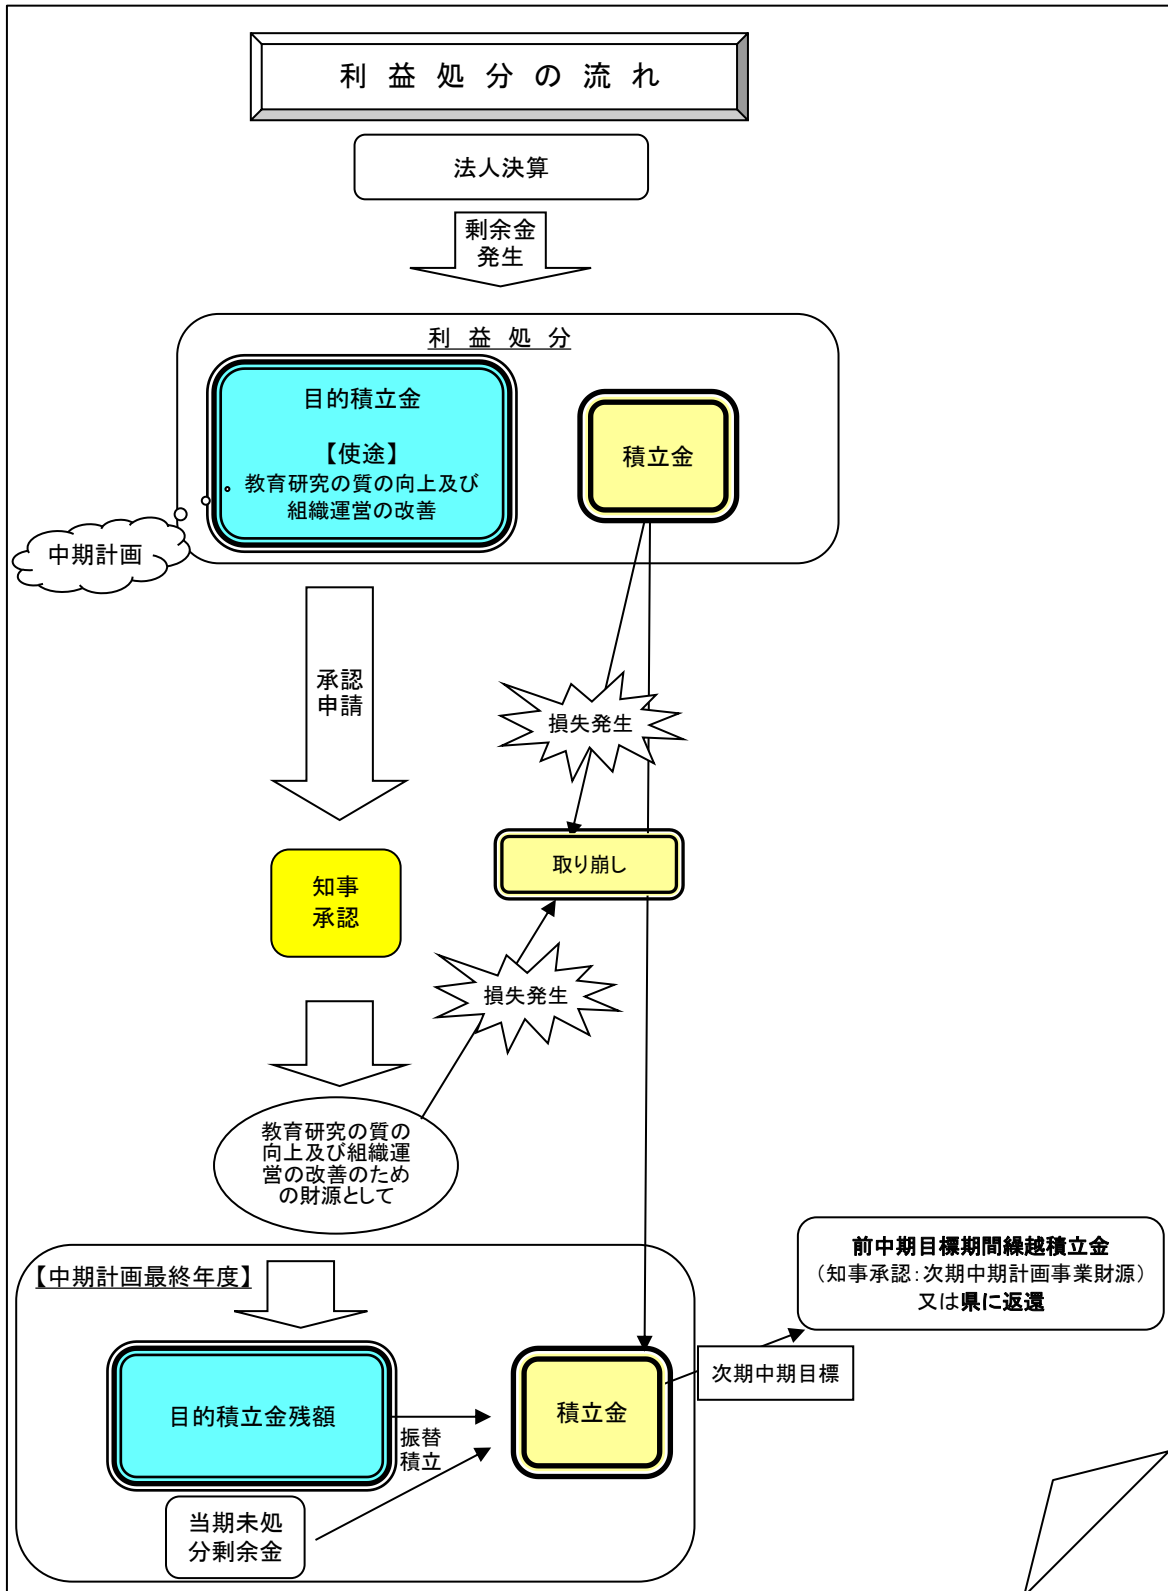 利益処分の流れ
法人決算
剰余金
発生
利益処分
目的積立金
【使途】
。教育研究の質の向上及び
組織運営の改善
積立金
中期計画
承認
申請
損失発生
取り崩し
知事
承認
損失発生
教育研究の質の
向上及び組織運
営の改善のため
の財源として
【中期計画最終年度】
前中期目標期間繰越積立金
（知事承認：次期中期計画事業財源）
又は県に返還
次期中期目標
目的積立金残額
振替
積立
積立金
当期未処
分剰余金